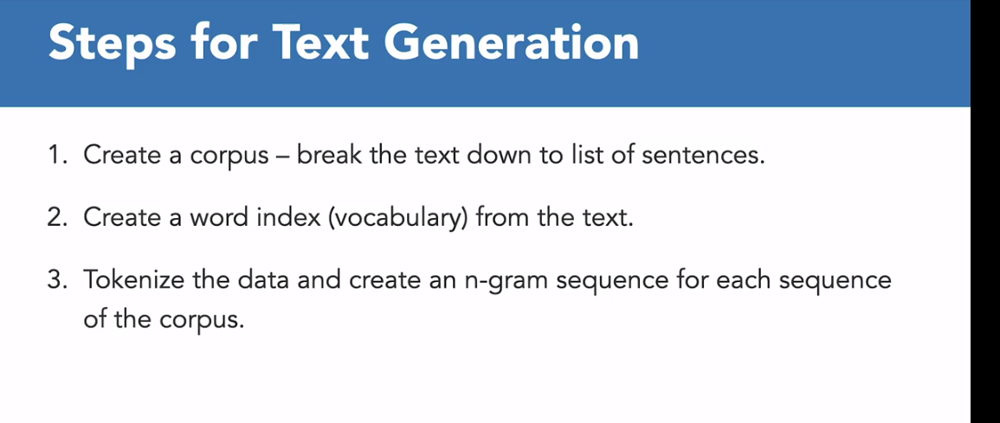 Steps for Text Generation
1. Create a corpus – break the text down to list of sentences.
2. Create a word index (vocabulary) from the text.
3. Tokenize the data and create an n-gram sequence for each sequence
of the corpus.